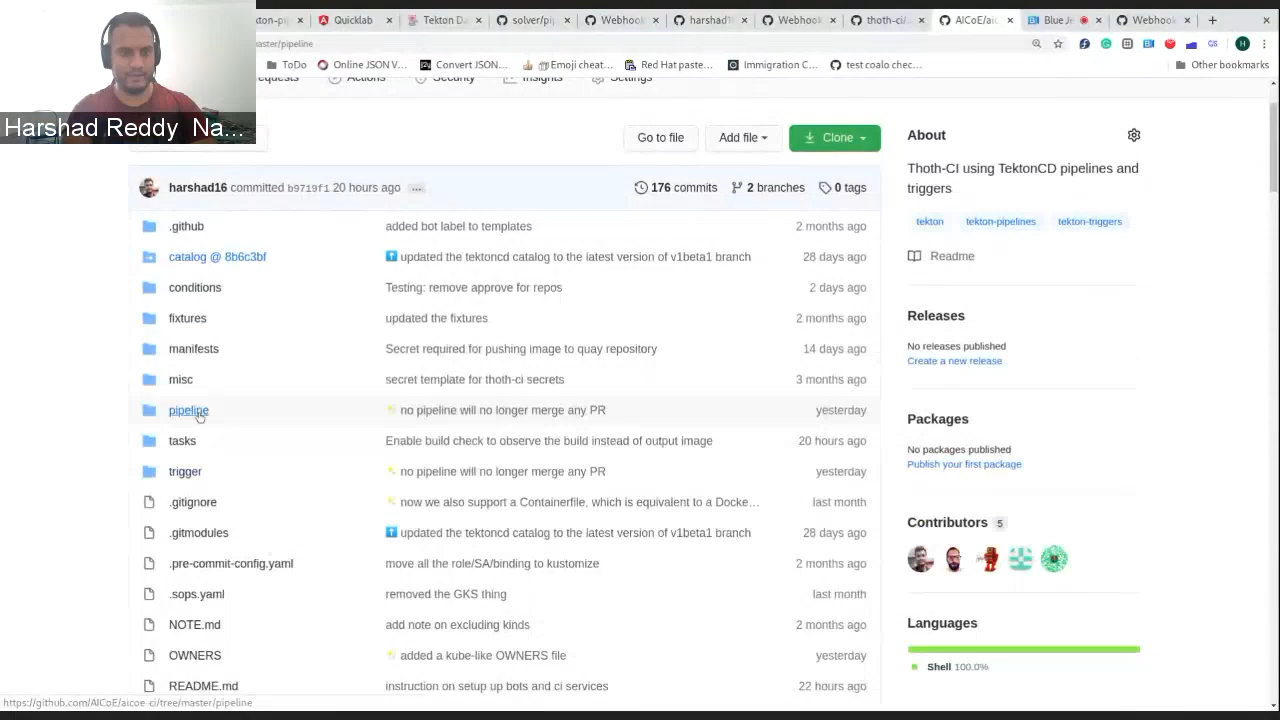 kton-pi
Quicklab
Tekton Da
solver/pip
Webhook
harshad1
Webhook
thoth-ci/
AICoE/aic
Blue Je
Webhook
aster/pipeline
ToDo
Online JSON V…
Convert JSON…
Emoji cheat…
Red Hat paste…
Immigration C…
test coalo chec…
Other bookmarks
equests
Actions
Security
Insights
Settings
Harshad Reddy Na...
Go to file
Add file
Clone
harshad16 committed b9719f1 20 hours ago ...
176 commits
2 branches
0 tags
.github added bot label to templates 2 months ago
catalog @ 8b6c3bf updated the tektoncd catalog to the latest version of v1beta1 branch 28 days ago
conditions Testing: remove approve for repos 2 days ago
fixtures updated the fixtures 2 months ago
manifests Secret required for pushing image to quay repository 14 days ago
misc secret template for thoth-ci secrets 3 months ago
pipeline no pipeline will no longer merge any PR yesterday
tasks Enable build check to observe the build instead of output image 20 hours ago
trigger no pipeline will no longer merge any PR yesterday
.gitignore now we also support a Containerfile, which is equivalent to a Docke… last month
.gitmodules updated the tektoncd catalog to the latest version of v1beta1 branch 28 days ago
.pre-commit-config.yaml move all the role/SA/binding to kustomize 2 months ago
.sops.yaml removed the GKS thing last month
NOTE.md add note on excluding kinds 2 months ago
OWNERS added a kube-like OWNERS file yesterday
README.md instruction on setup up bots and ci services 22 hours ago
About
Thoth-CI using TektonCD pipelines and
triggers
tekton
tekton-pipelines
tekton-triggers
Readme
Releases
No releases published
Create a new release
Packages
No packages published
Publish your first package
Contributors 5
Languages
Shell 100.0%
https://github.com/AICoE/aicoe-ci/tree/master/pipeline